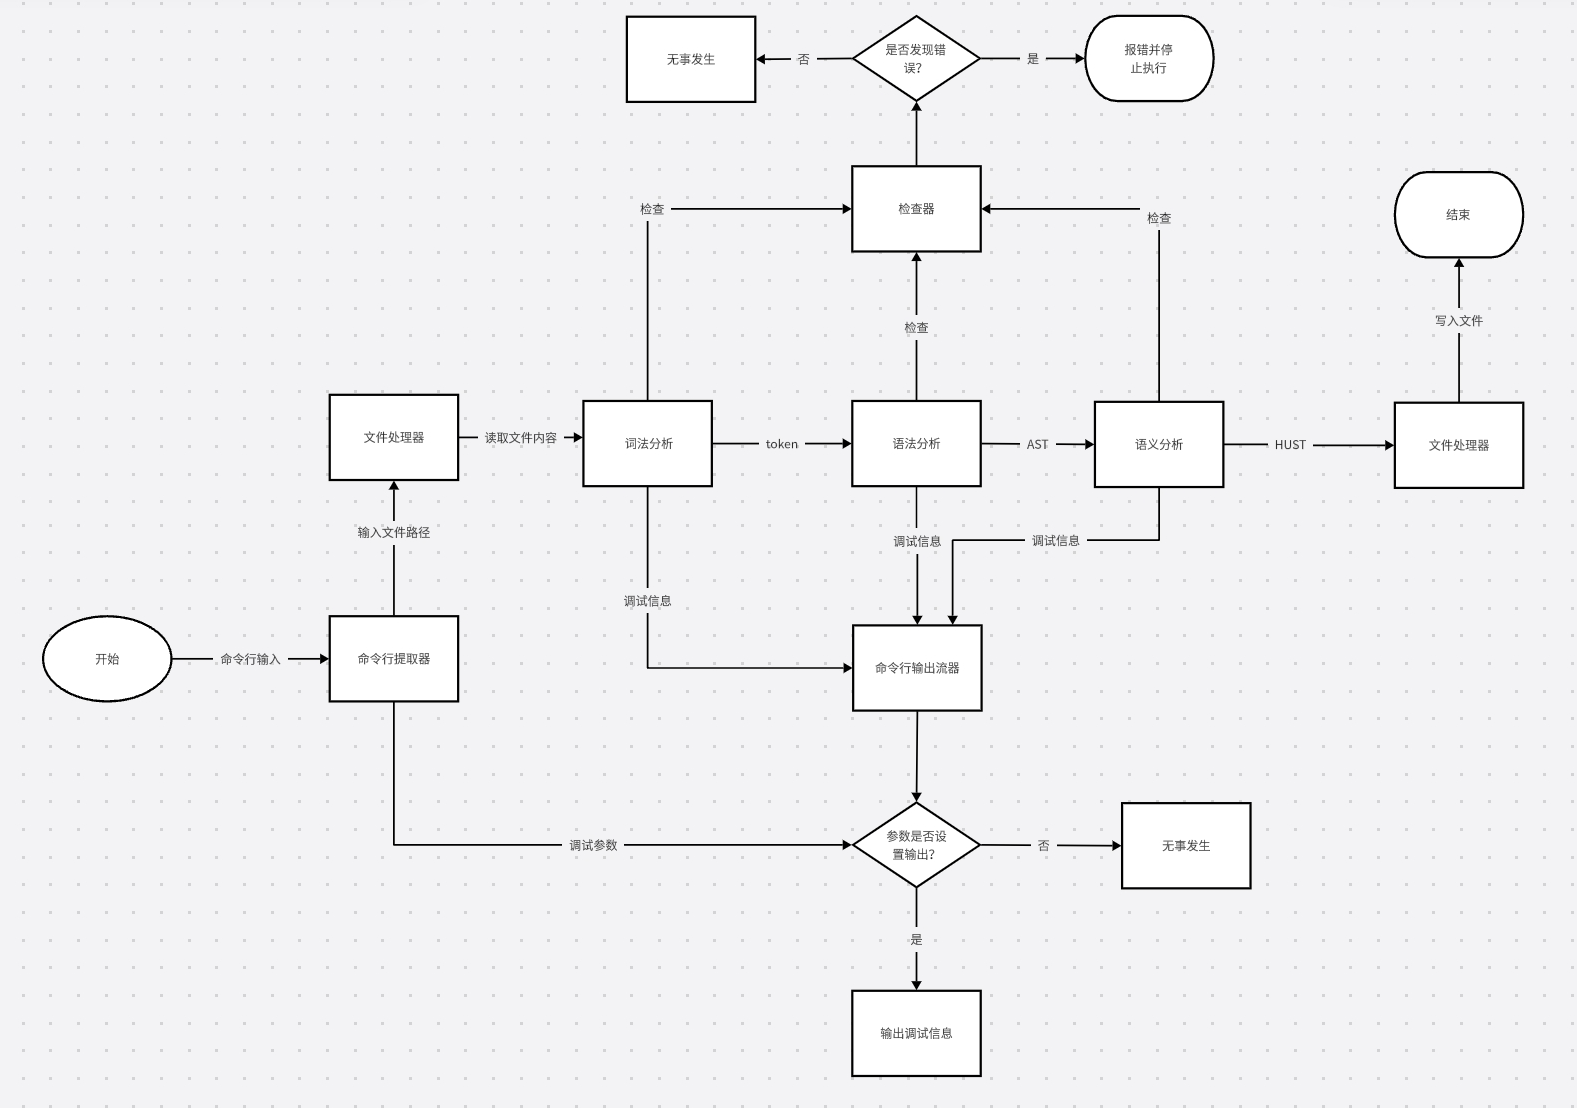 无事发生
否
是否发现错
误？
是
报错并停
止执行
检查
检查器
检查
结束
检查
写入文件
文件处理器
读取文件内容
词法分析
token
语法分析
AST
语义分析
HUST
文件处理器
输入文件路径
调试信息
调试信息
调试信息
开始
命令行输入
命令行提取器
命令行输出流器
调试参数
参数是否设
置输出？
否
无事发生
是
输出调试信息